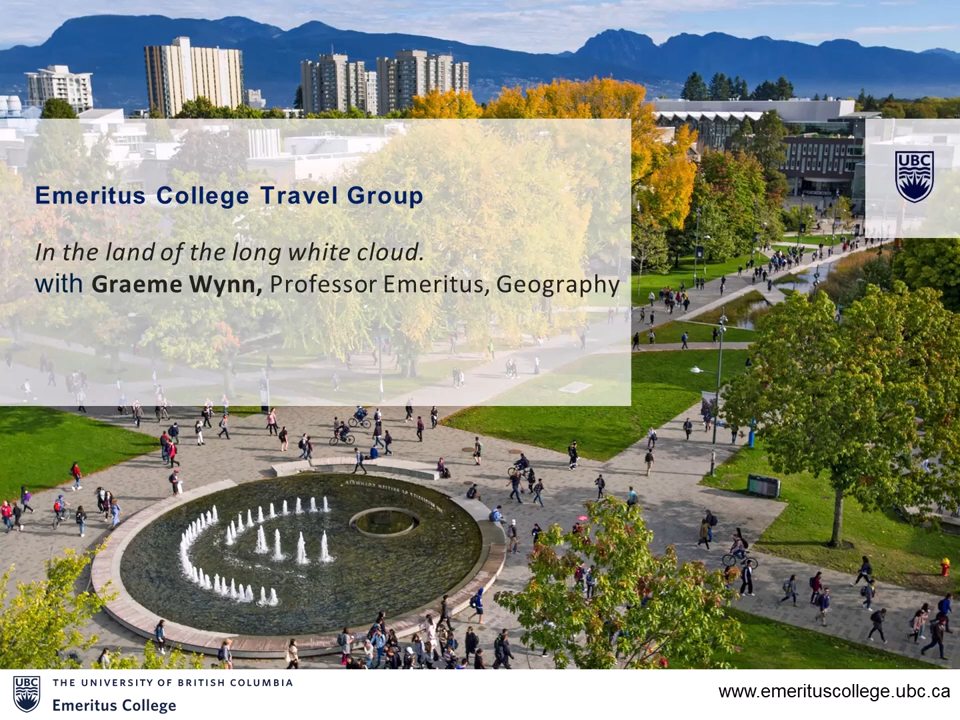 UBC
Emeritus College Travel Group
In the land of the long white cloud.
with Graeme Wynn, Professor Emeritus, Geography
UBC
THE UNIVERSITY OF BRITISH COLUMBIA
Emeritus College
www.emerituscollege.ubc.ca